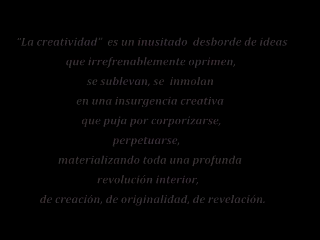 "La creatividad" es un inusitado desborde de ideas
que irrefrenablemente oprimen,
se sublevan, se inmolan
en una insurgencia creativa
que puja por corporizarse,
perpetuarse,
materializando toda una profunda
revolución interior,
de creación, de originalidad, de revelación.